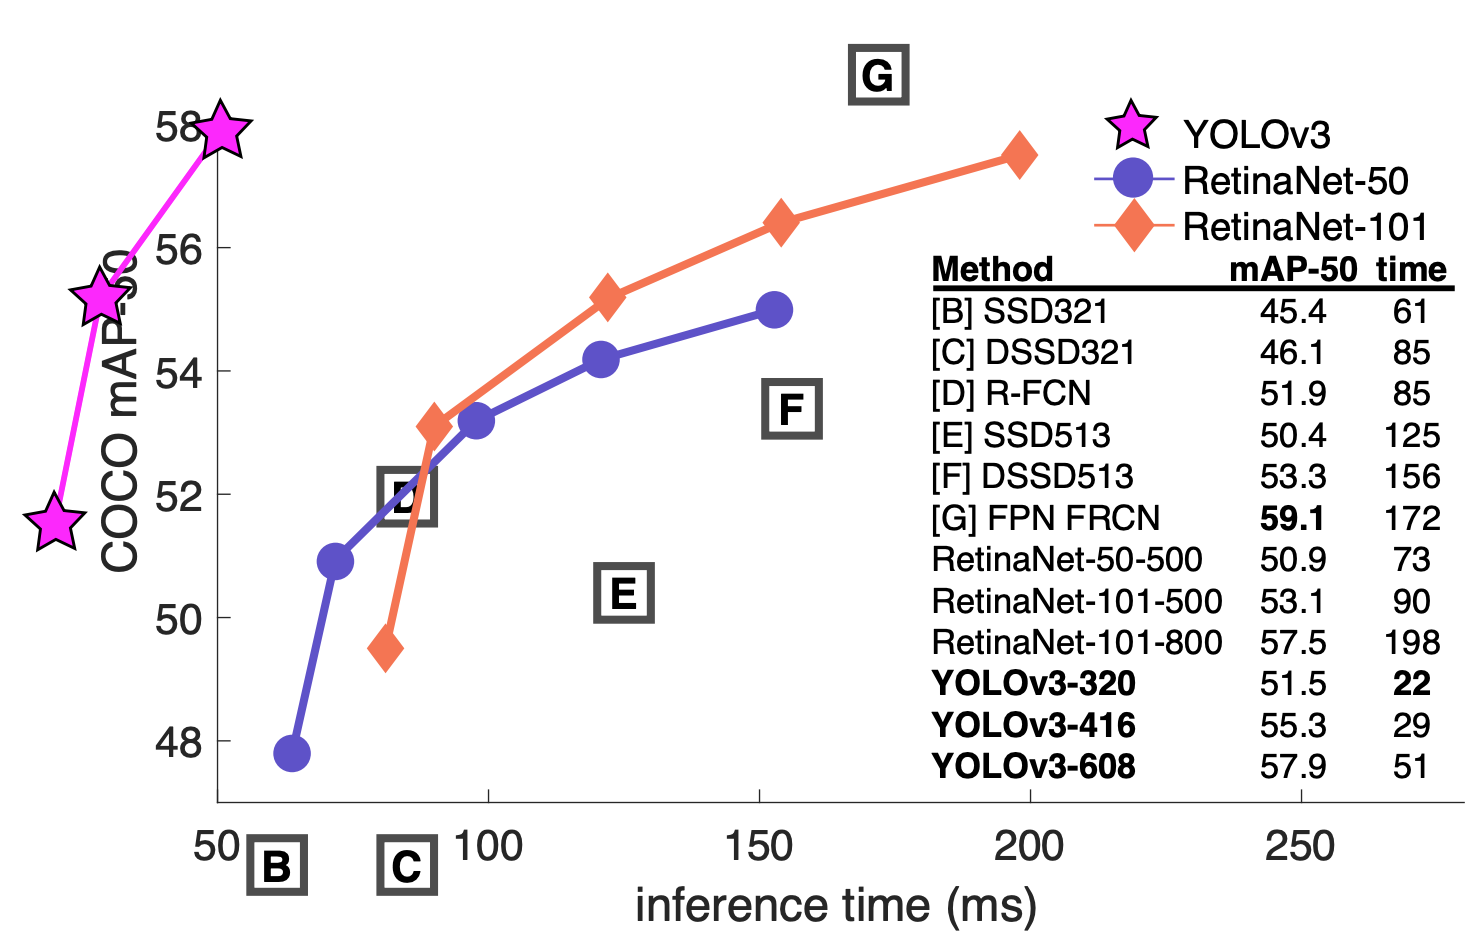 G
58
56
54
52
50
48
COCO mAP-50
D
E
F
B
C
50
100
150
200
250
inference time (ms)
YOLOv3
RetinaNet-50
RetinaNet-101
Method mAP-50 time
[B] SSD321 45.4 61
[C] DSSD321 46.1 85
[D] R-FCN 51.9 85
[E] SSD513 50.4 125
[F] DSSD513 53.3 156
[G] FPN FRCN 59.1 172
RetinaNet-50-500 50.9 73
RetinaNet-101-500 53.1 90
RetinaNet-101-800 57.5 198
YOLOv3-320 51.5 22
YOLOv3-416 55.3 29
YOLOv3-608 57.9 51